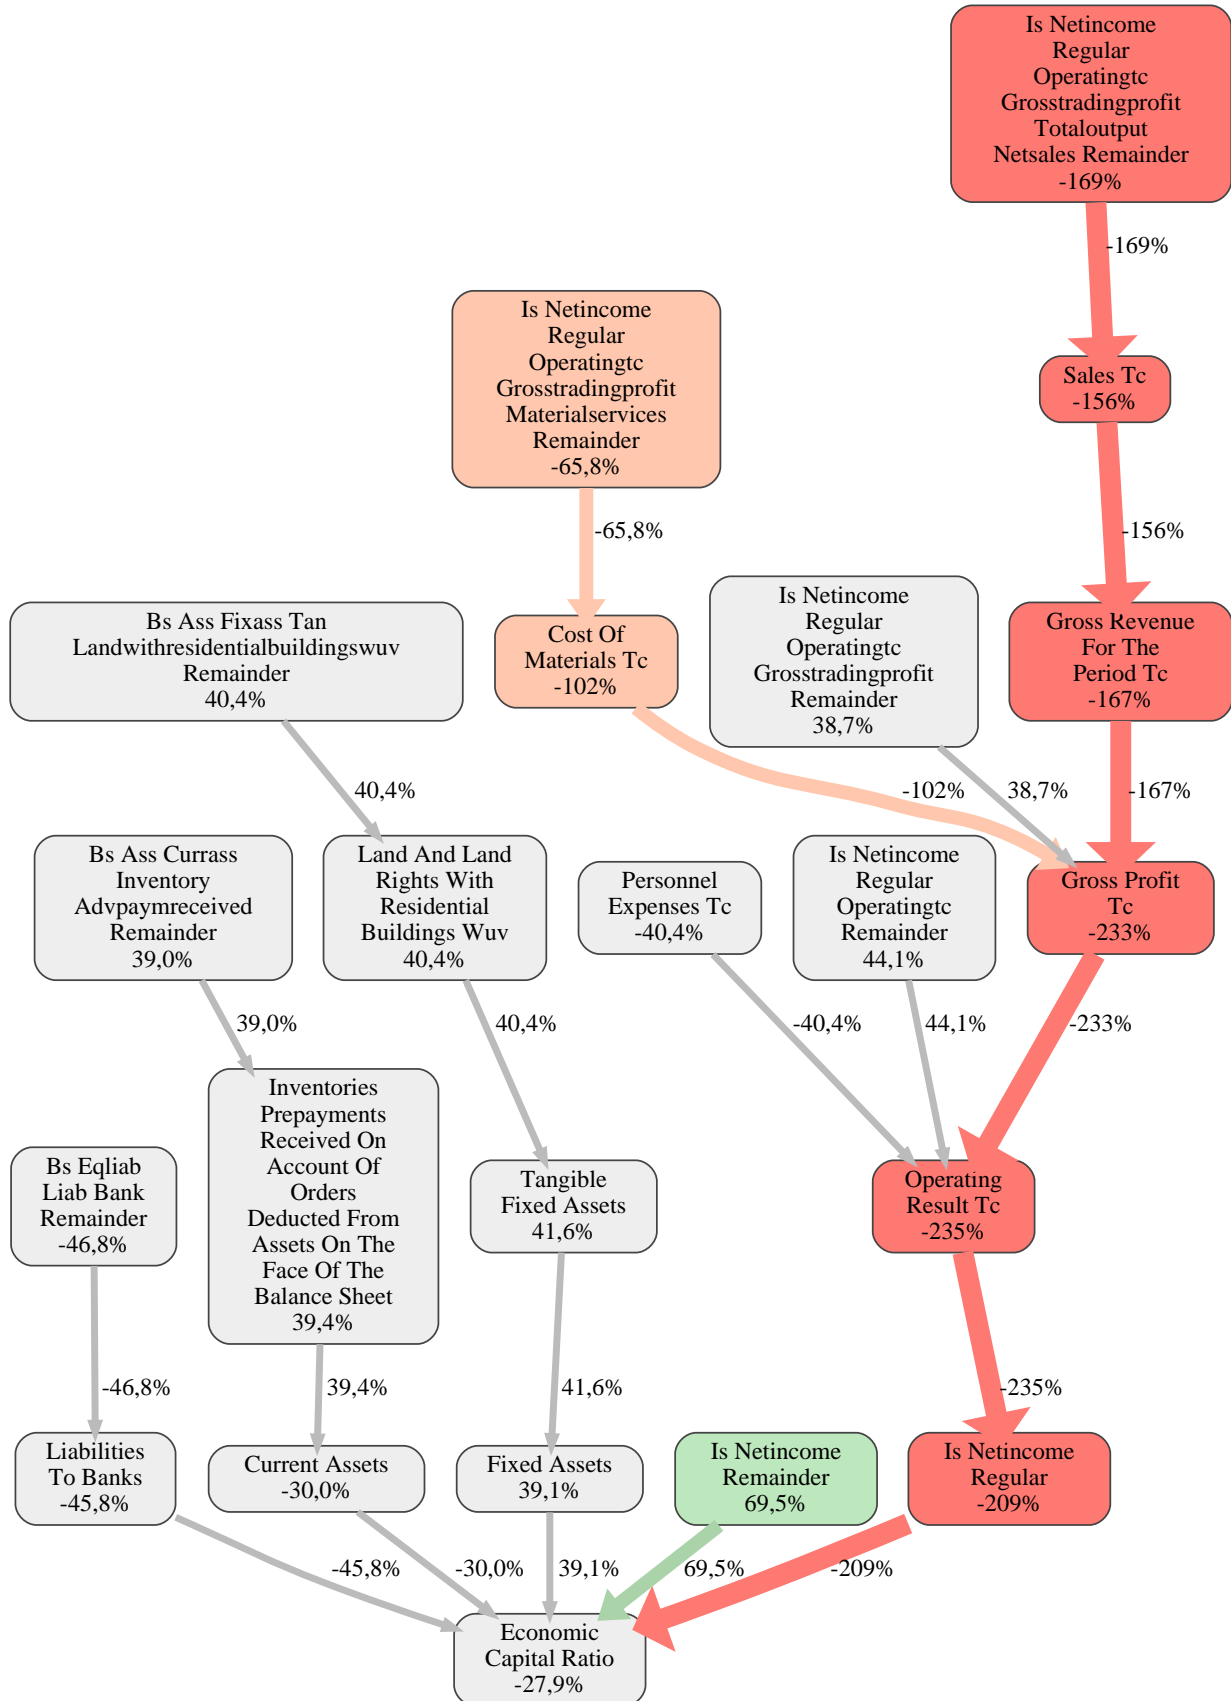 Is Netincome
Regular
Operatingtc
Grosstradingprofit
Totaloutput
Netsales Remainder
-169%
-169%
Is Netincome
Regular
Operatingtc
Grosstradingprofit
Materialservices
Remainder
-65,8%
Sales Tc
-156%
-65,8%
-156%
Bs Ass Fixass Tan
Landwithresidentialbuildingswuv
Remainder
40,4%
Cost Of
Materials Tc
-102%
Is Netincome
Regular
Operatingtc
Grosstradingprofit
Remainder
38,7%
Gross Revenue
For The
Period Tc
-167%
40,4%
-102%
38,7%
-167%
Bs Ass Currass
Inventory
Advpaymreceived
Remainder
39,0%
Land And Land
Rights With
Residential
Buildings Wuv
40,4%
Personnel
Expenses Tc
-40,4%
Is Netincome
Regular
Operatingtc
Remainder
44,1%
Gross Profit
Tc
-233%
39,0%
40,4%
-40,4%
44,1%
-233%
Bs Eqliab
Liab Bank
Remainder
-46,8%
Inventories
Prepayments
Received On
Account Of
Orders
Deducted From
Assets On The
Face Of The
Balance Sheet
39,4%
Tangible
Fixed Assets
41,6%
Operating
Result Tc
-235%
-46,8%
39,4%
41,6%
-235%
Liabilities
To Banks
-45,8%
Current Assets
-30,0%
Fixed Assets
39,1%
Is Netincome
Remainder
69,5%
Is Netincome
Regular
-209%
-45,8%
-30,0%
39,1%
69,5%
-209%
Economic
Capital Ratio
-27,9%